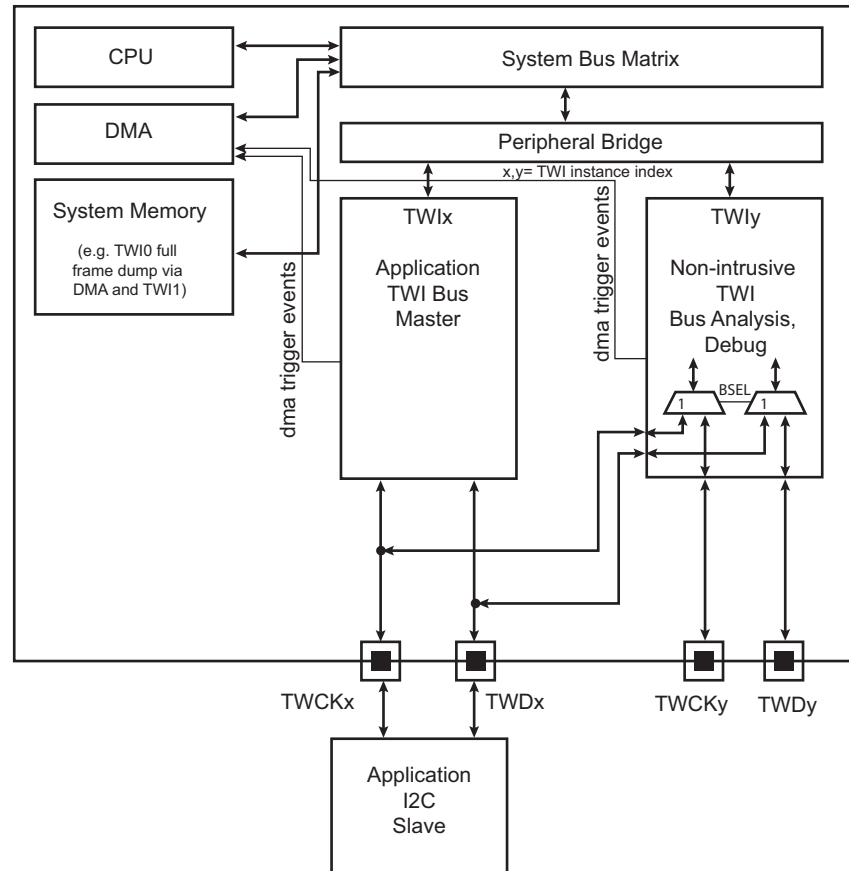 CPU
System Bus Matrix
DMA
Peripheral Bridge
x,y= TWI instance index
System Memory
(e.g. TWI0 full
frame dump via
DMA and TWI1)
dma trigger events
TWIx
Application
TWI Bus
Master
dma trigger events
TWIy
Non-intrusive
TWI
Bus Analysis,
Debug
BSEL
1
1
TWCKx
TWDx
TWCKy
TWDy
Application
I2C
Slave